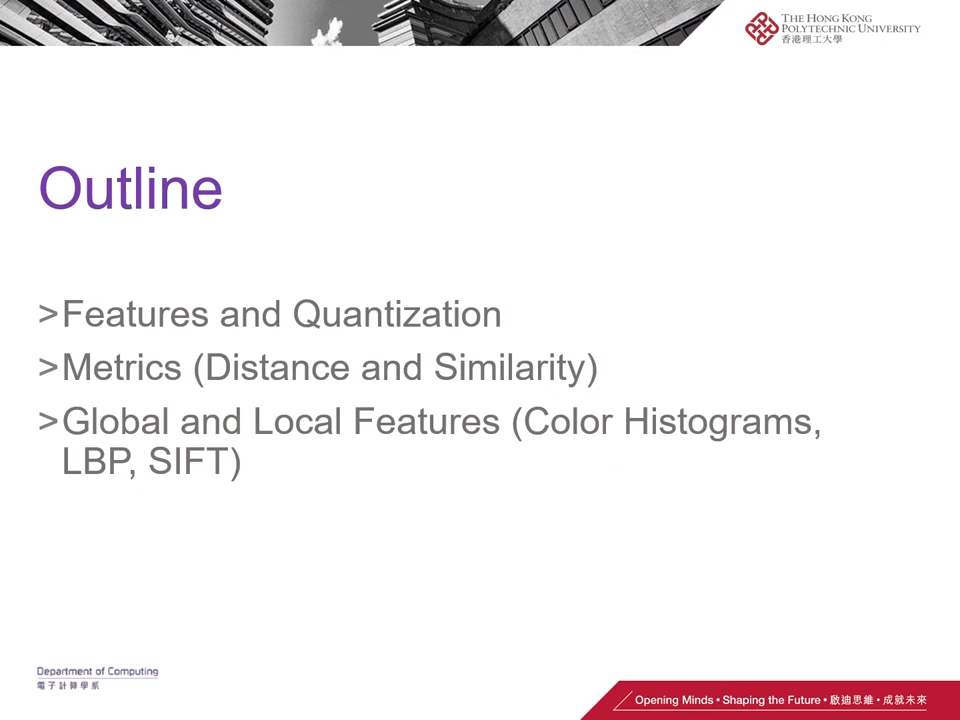 THE HONG KONG
POLYTECHNIC UNIVERSITY
香港理工大學
Outline
>Features and Quantization
>Metrics (Distance and Similarity)
>Global and Local Features (Color Histograms,
LBP, SIFT)
Department of Computing
電子計算學系
Opening Minds • Shaping the Future • 啟迪思維 • 成就未來